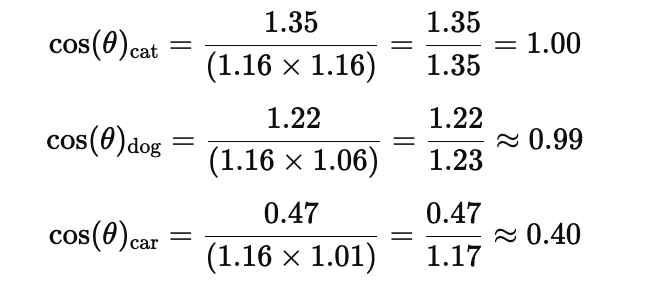 cos(θ)cat = 1.35 / (1.16 × 1.16) = 1.35 / 1.35 = 1.00
cos(θ)dog = 1.22 / (1.16 × 1.06) = 1.22 / 1.23 ≈ 0.99
cos(θ)car = 0.47 / (1.16 × 1.01) = 0.47 / 1.17 ≈ 0.40